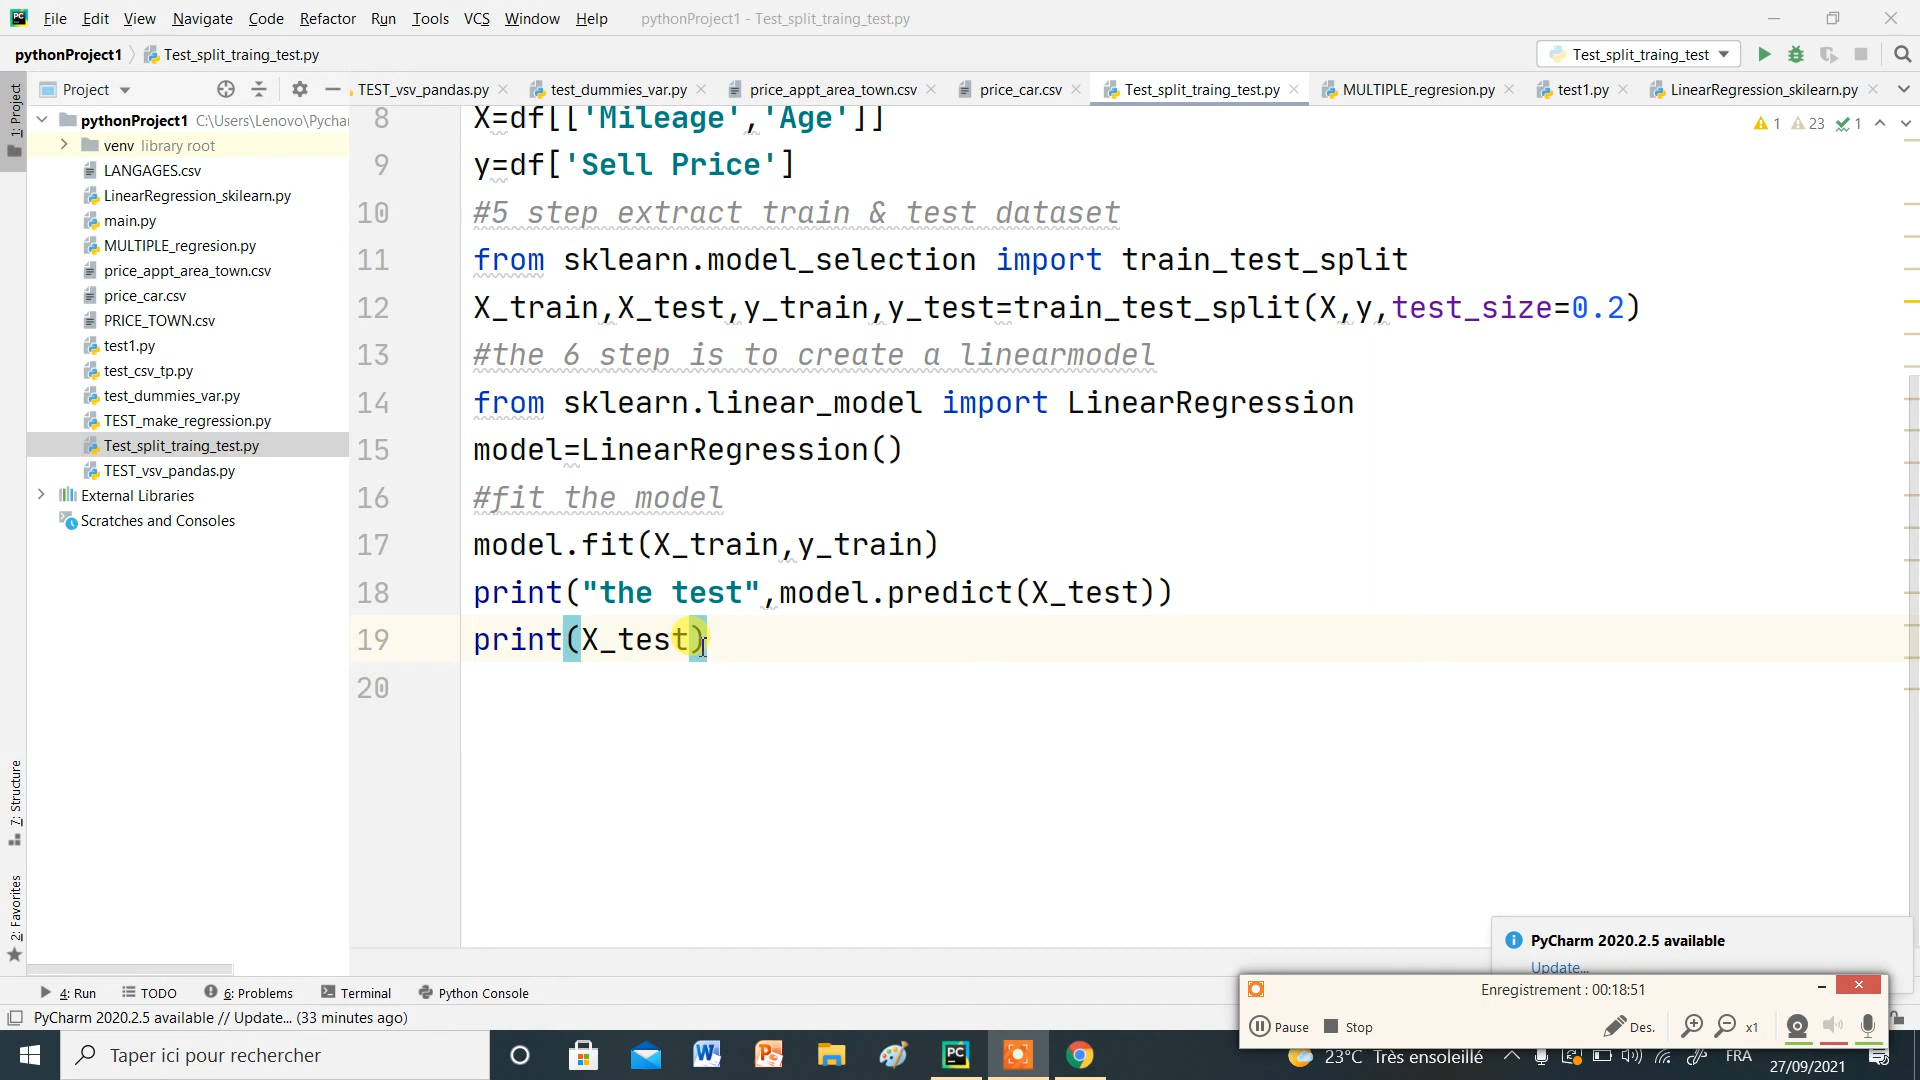 File Edit View Navigate Code Refactor Run Tools VCS Window Help pythonProject1 - Test_split_traing_test.py
pythonProject1 Test_split_traing_test.py Test_split_traing_test
Project TEST_vsv_pandas.py test_dummies_var.py price_appt_area_town.csv price_car.csv Test_split_traing_test.py MULTIPLE_regresion.py test1.py LinearRegression_skilearn.py
1: Project
7: Structure
2: Favorites
pythonProject1 C:\Users\Lenovo\Pychar
venv library root
LANGAGES.csv
LinearRegression_skilearn.py
main.py
MULTIPLE_regresion.py
price_appt_area_town.csv
price_car.csv
PRICE_TOWN.csv
test1.py
test_csv_tp.py
test_dummies_var.py
TEST_make_regression.py
Test_split_traing_test.py
TEST_vsv_pandas.py
External Libraries
Scratches and Consoles
1 23 1
8 X=df[['Mileage','Age']]
9 y=df['Sell Price']
10 #5 step extract train & test dataset
11 from sklearn.model_selection import train_test_split
12 X_train,X_test,y_train,y_test=train_test_split(X,y,test_size=0.2)
13 #the 6 step is to create a linearmodel
14 from sklearn.linear_model import LinearRegression
15 model=LinearRegression()
16 #fit the model
17 model.fit(X_train,y_train)
18 print("the test",model.predict(X_test))
19 print(X_test)
20
PyCharm 2020.2.5 available
Update...
4: Run TODO 6: Problems Terminal Python Console
PyCharm 2020.2.5 available // Update... (33 minutes ago)
Enregistrement : 00:18:51
Pause Stop Des. x1
Taper ici pour rechercher
23°C Très ensoleillé FRA
27/09/2021